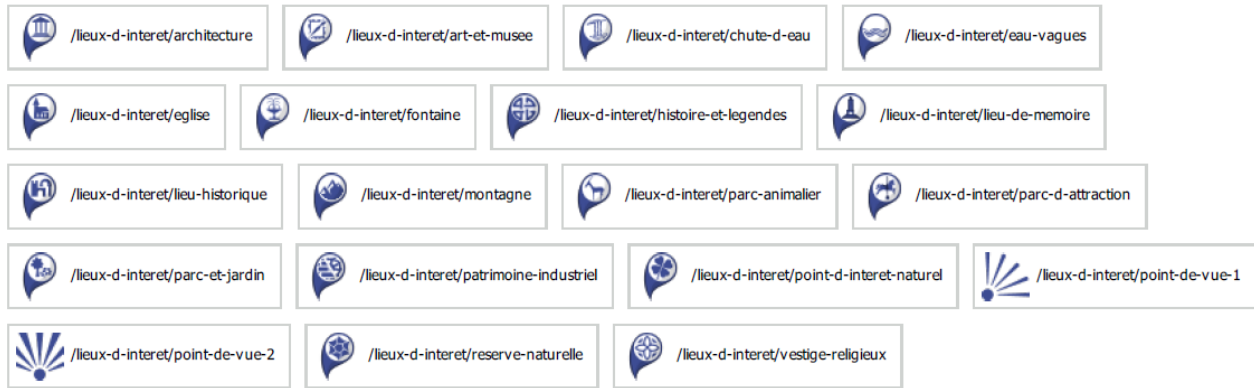 /lieux-d-interet/architecture /lieux-d-interet/art-et-musee /lieux-d-interet/chute-d-eau /lieux-d-interet/eau-vagues
/lieux-d-interet/eglise /lieux-d-interet/fontaine /lieux-d-interet/histoire-et-legendes /lieux-d-interet/lieu-de-memoire
/lieux-d-interet/lieu-historique /lieux-d-interet/montagne /lieux-d-interet/parc-animalier /lieux-d-interet/parc-d-attraction
/lieux-d-interet/parc-et-jardin /lieux-d-interet/patrimoine-industriel /lieux-d-interet/point-d-interet-naturel /lieux-d-interet/point-de-vue-1
/lieux-d-interet/point-de-vue-2 /lieux-d-interet/reserve-naturelle /lieux-d-interet/vestige-religieux